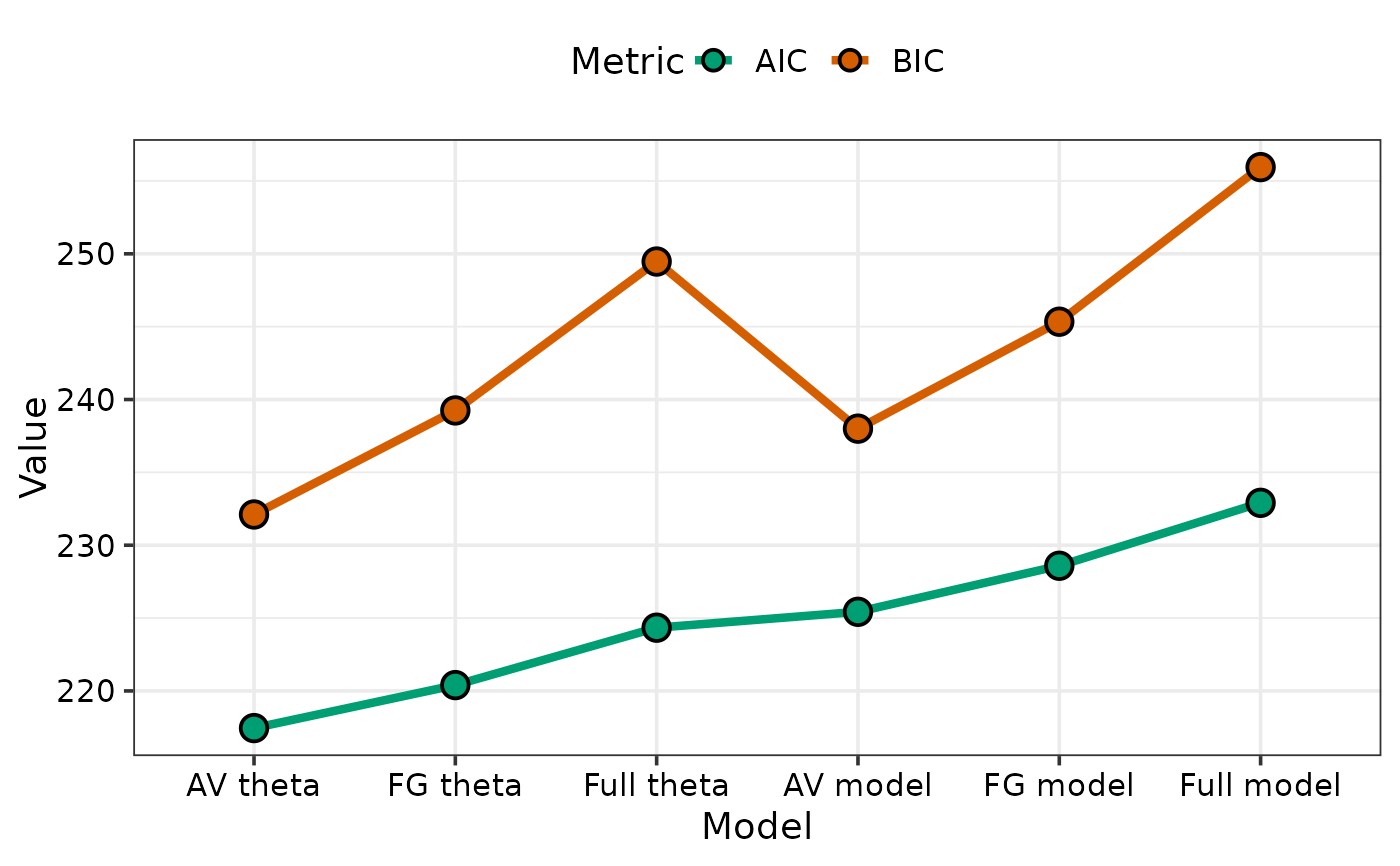 Metric AIC BIC
250
240
230
220
Value
AV theta FG theta Full theta AV model FG model Full model
Model